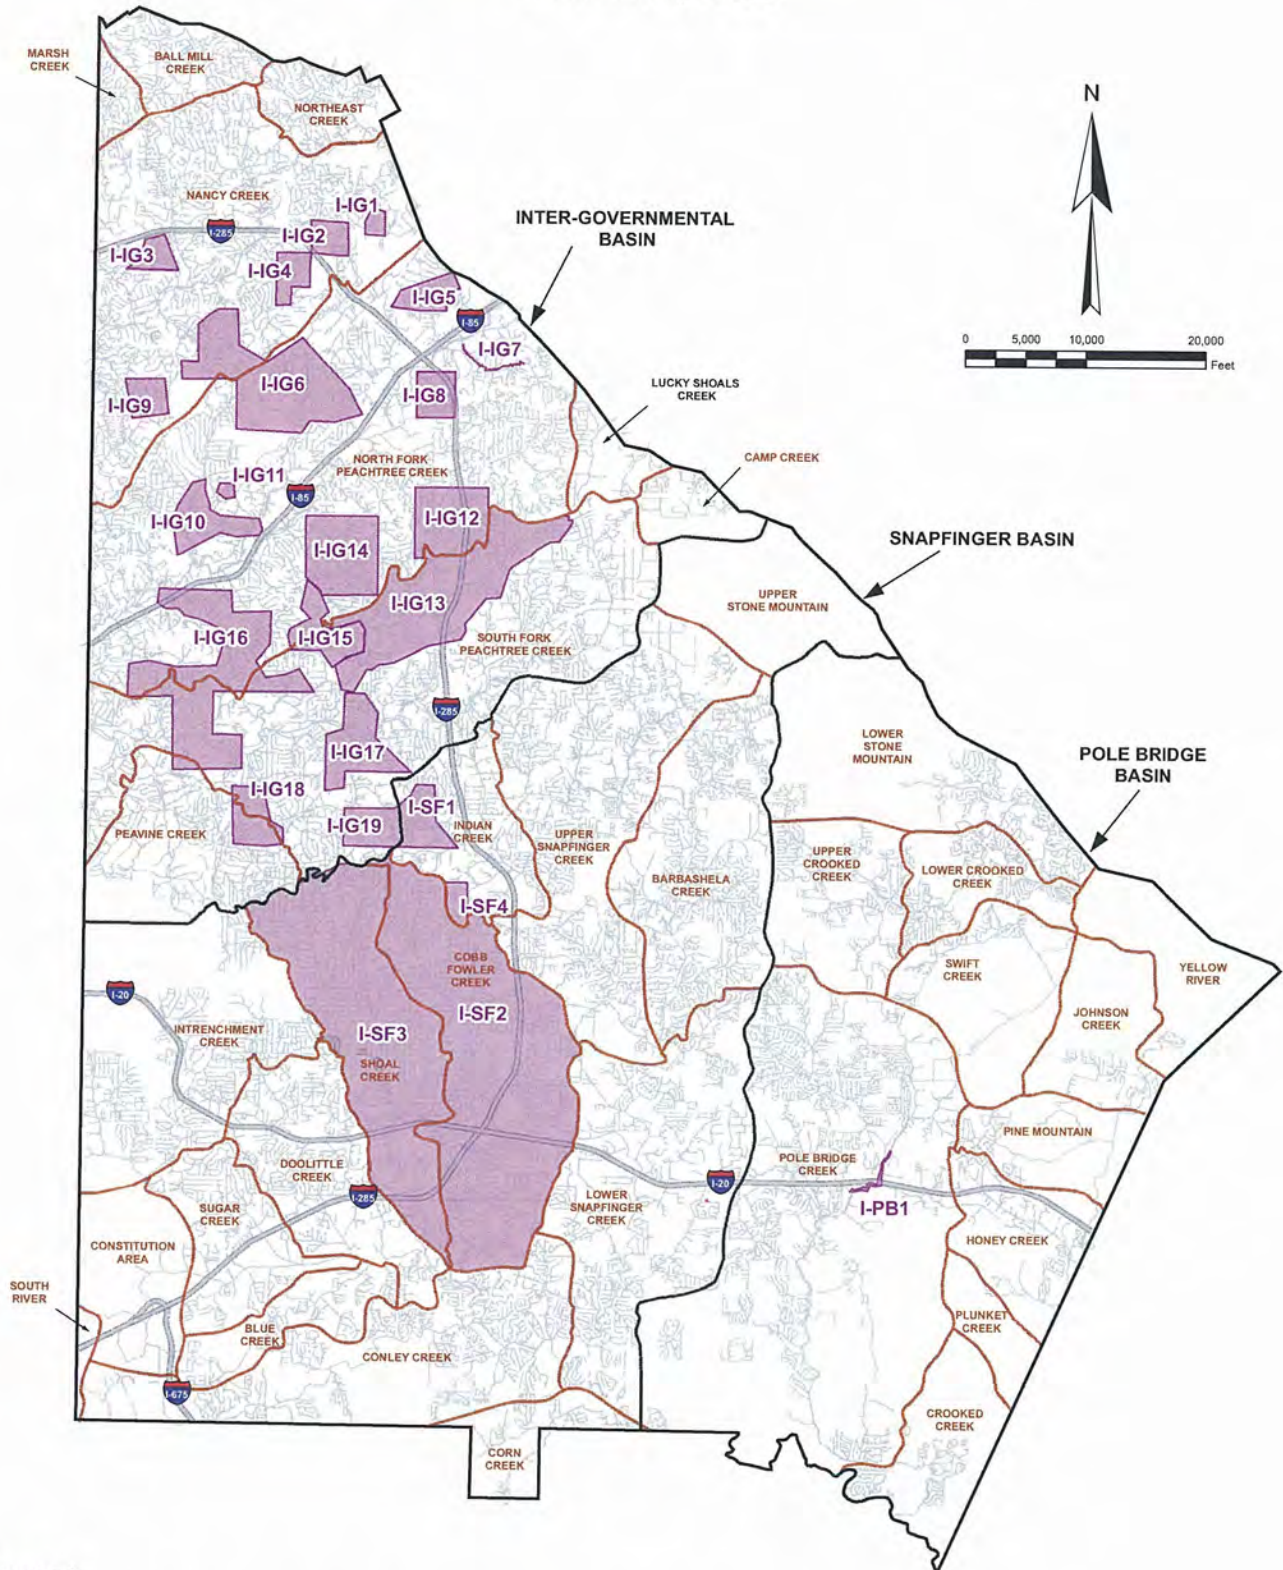 MARSH
CREEK
BALL MILL
CREEK
NORTHEAST
CREEK
N
NANCY CREEK
I-IG1
INTER-GOVERNMENTAL
BASIN
I-285
I-IG2
I-IG3
I-IG4
I-IG5
I-85
I-IG7
0 5,000 10,000 20,000
Feet
I-IG6
I-IG8
I-IG9
LUCKY SHOALS
CREEK
NORTH FORK
PEACHTREE CREEK
CAMP CREEK
I-IG11
I-85
I-IG10
I-IG12
I-IG14
SNAPFINGER BASIN
I-IG13
UPPER
STONE MOUNTAIN
I-IG16
I-IG15
SOUTH FORK
PEACHTREE CREEK
I-285
LOWER
STONE
MOUNTAIN
I-IG17
POLE BRIDGE
BASIN
I-IG18
I-SF1
PEAVINE CREEK
I-IG19
INDIAN
CREEK
UPPER
SNAPFINGER
CREEK
UPPER
CROOKED
CREEK
LOWER CROOKED
CREEK
BARBASHELA
CREEK
I-SF4
COBB
FOWLER
CREEK
SWIFT
CREEK
YELLOW
RIVER
I-20
I-SF2
JOHNSON
CREEK
INTRENCHMENT
CREEK
I-SF3
SHOAL
CREEK
PINE MOUNTAIN
DOOLITTLE
CREEK
POLE BRIDGE
CREEK
I-20
I-285
I-PB1
SUGAR
CREEK
LOWER
SNAPFINGER
CREEK
CONSTITUTION
AREA
HONEY CREEK
SOUTH
RIVER
PLUNKET
CREEK
BLUE
CREEK
CONLEY CREEK
I-675
CROOKED
CREEK
CORN
CREEK